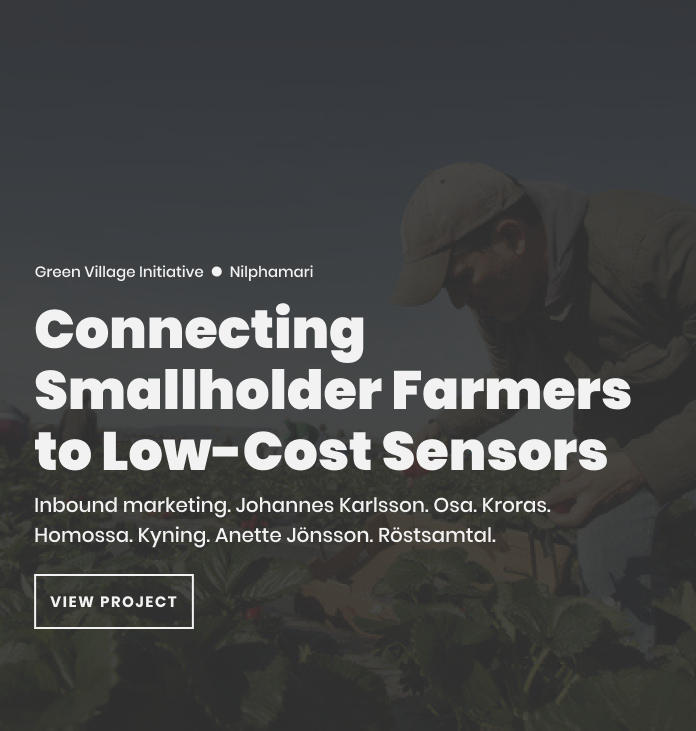 Green Village Initiative ● Nilphamari
Connecting
Smallholder Farmers
to Low-Cost Sensors
Inbound marketing. Johannes Karlsson. Osa. Kroras.
Homossa. Kyning. Anette Jönsson. Röstsamtal.
VIEW PROJECT